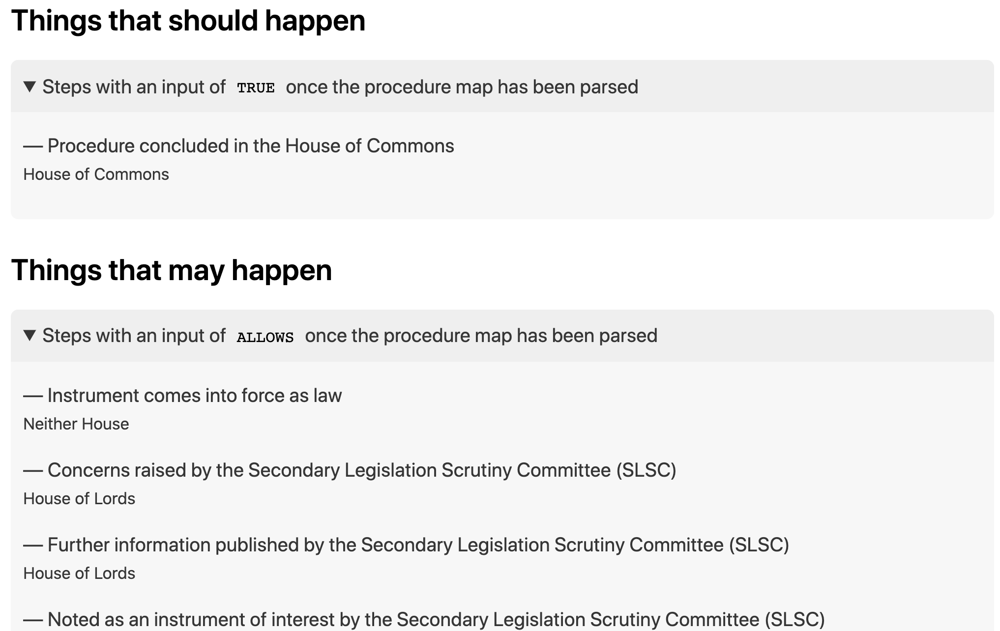 Things that should happen
▼ Steps with an input of TRUE once the procedure map has been parsed
— Procedure concluded in the House of Commons
House of Commons
Things that may happen
▼ Steps with an input of ALLOWS once the procedure map has been parsed
— Instrument comes into force as law
Neither House
— Concerns raised by the Secondary Legislation Scrutiny Committee (SLSC)
House of Lords
— Further information published by the Secondary Legislation Scrutiny Committee (SLSC)
House of Lords
— Noted as an instrument of interest by the Secondary Legislation Scrutiny Committee (SLSC)